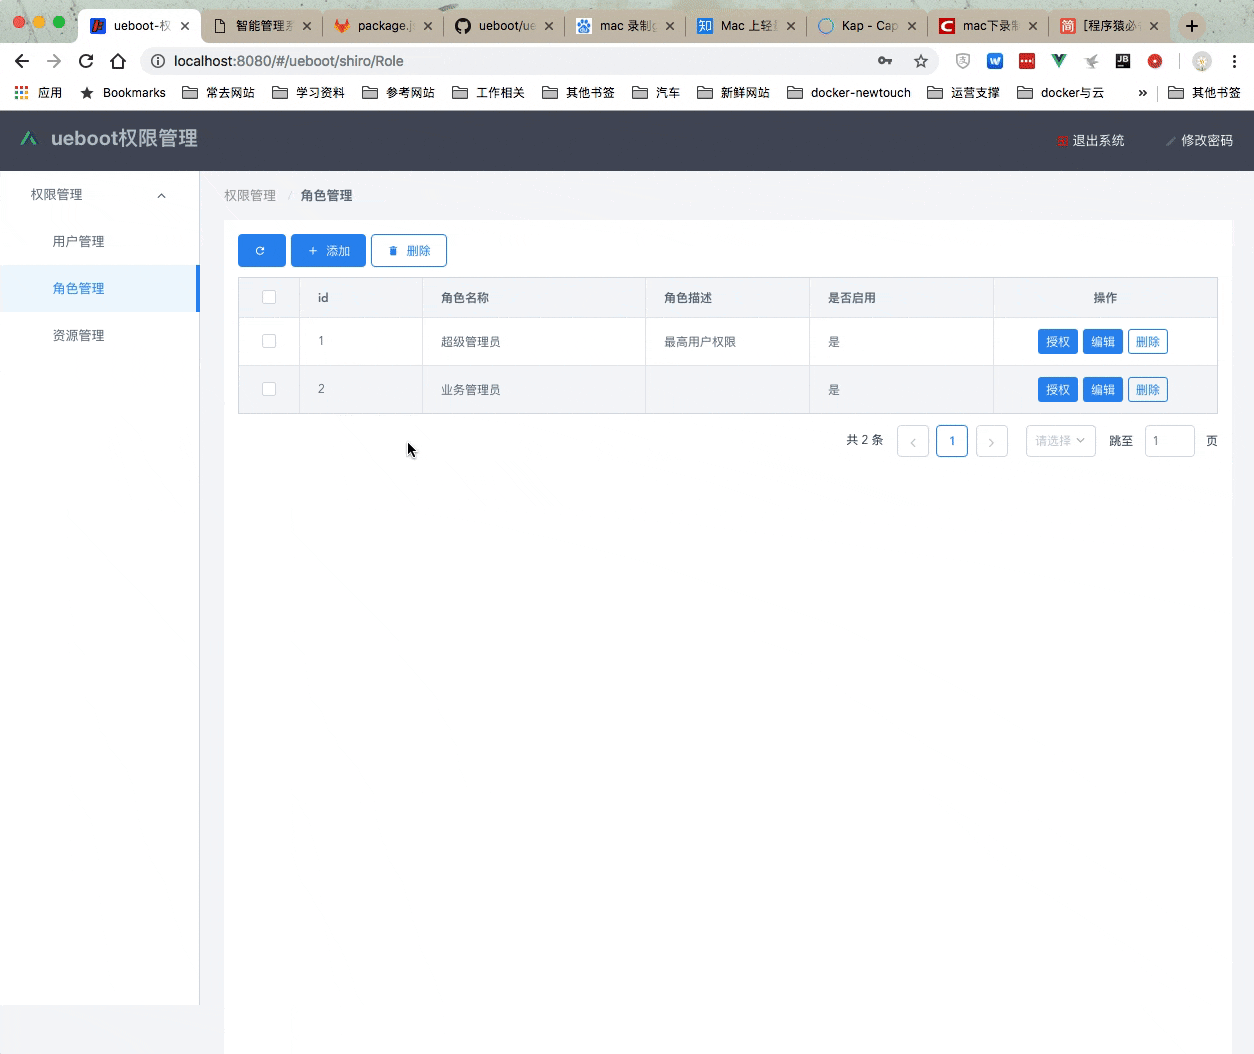 ueboot-权 智能管理系 package.j ueboot/ue mac 录制g Mac 上轻 Kap - Cap mac下录制 [程序猿必
localhost:8080/#/ueboot/shiro/Role
应用 Bookmarks 常去网站 学习资料 参考网站 工作相关 其他书签 汽车 新鲜网站 docker-newtouch 运营支撑 docker与云 » 其他书签
ueboot权限管理 退出系统 修改密码
权限管理
用户管理
角色管理
资源管理
权限管理 / 角色管理
添加 删除
id 角色名称 角色描述 是否启用 操作
1 超级管理员 最高用户权限 是 授权 编辑 删除
2 业务管理员 是 授权 编辑 删除
共 2 条 1 请选择 跳至 1 页